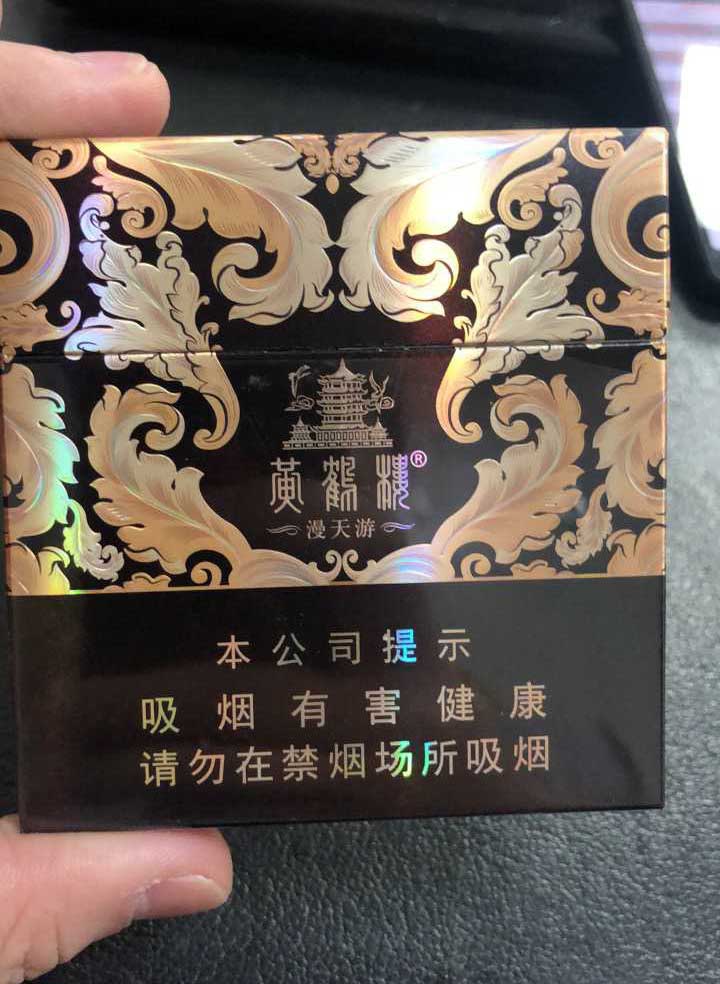 黄鹤楼®
漫天游
本公司提示
吸烟有害健康
请勿在禁烟场所吸烟